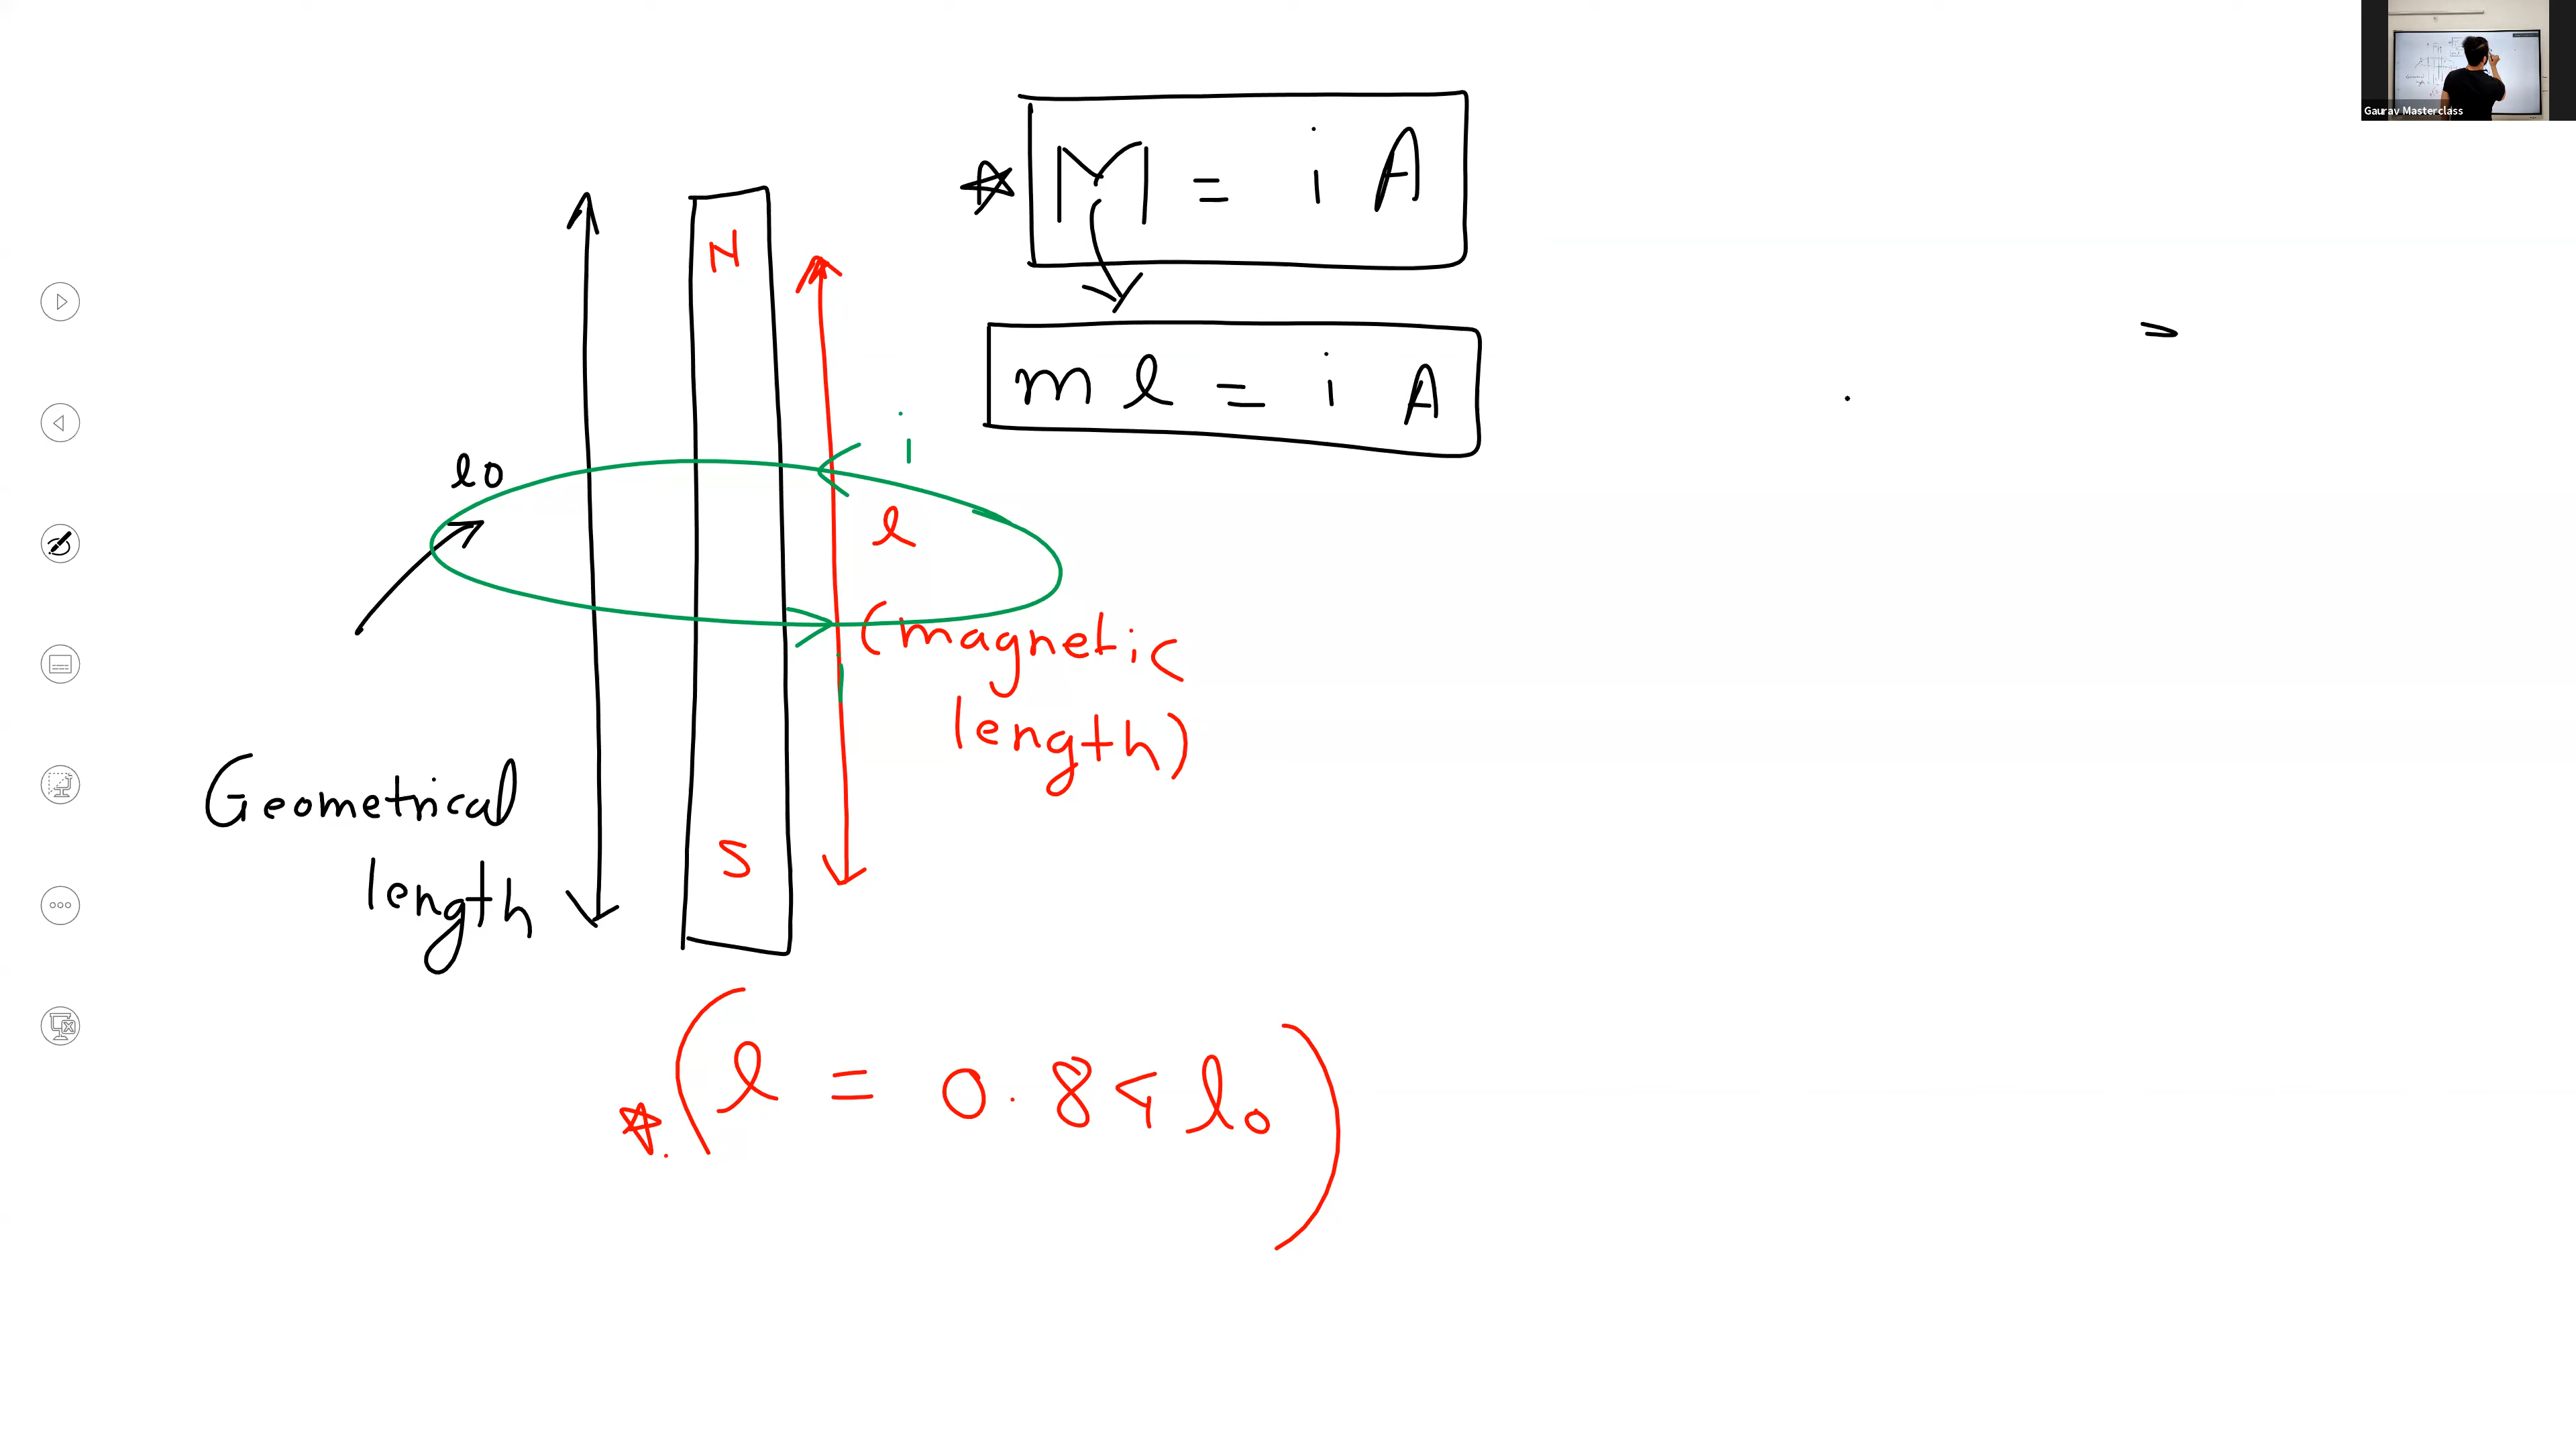 Gaurav Masterclass
M = i A
m l = i A
N
i
l0
l
(magnetic
length)
Geometrical
length
S
l = 0.84 l0
=